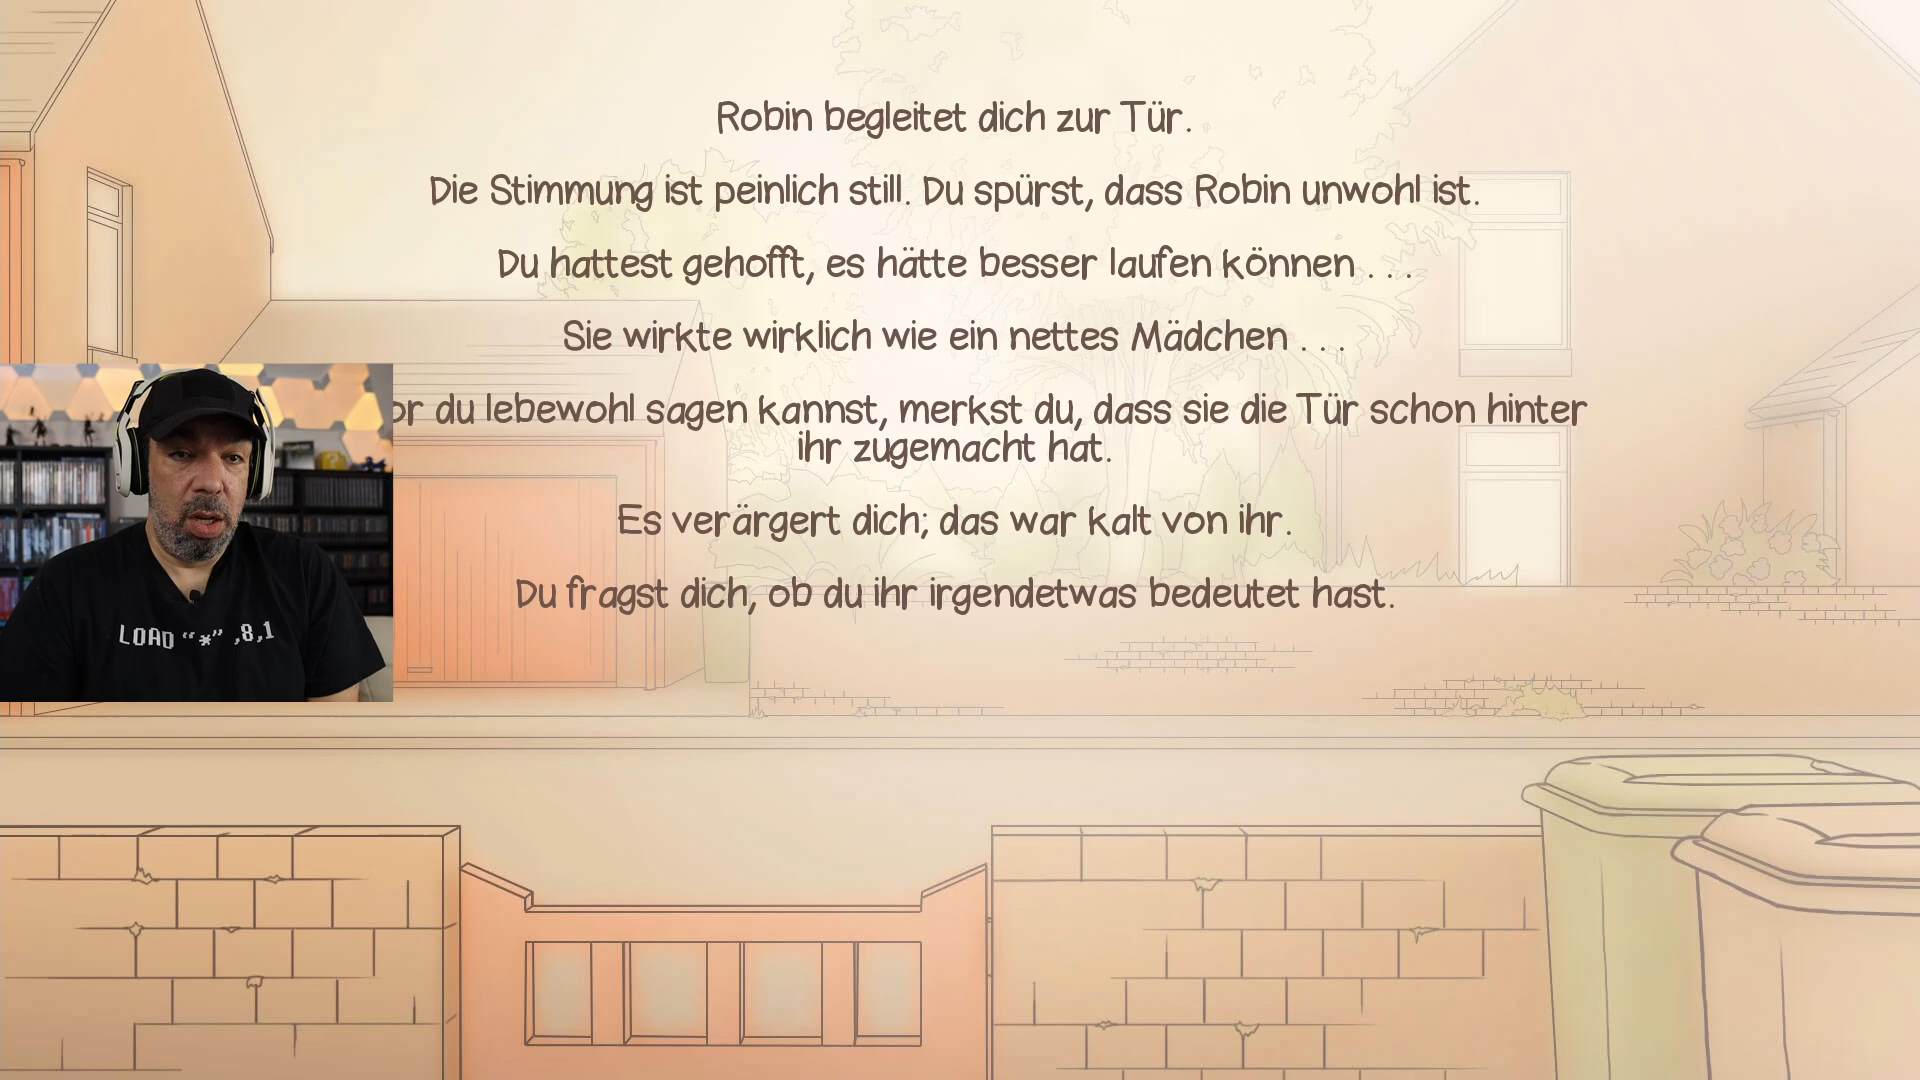 Robin begleitet dich zur Tür.
Die Stimmung ist peinlich still. Du spürst, dass Robin unwohl ist.
Du hattest gehofft, es hätte besser laufen können . . .
Sie wirkte wirklich wie ein nettes Mädchen . . .
du lebewohl sagen kannst, merkst du, dass sie die Tür schon hinter
ihr zugemacht hat.
Es verärgert dich; das war kalt von ihr.
Du fragst dich, ob du ihr irgendetwas bedeutet hast.
LOAD “*” ,8,1